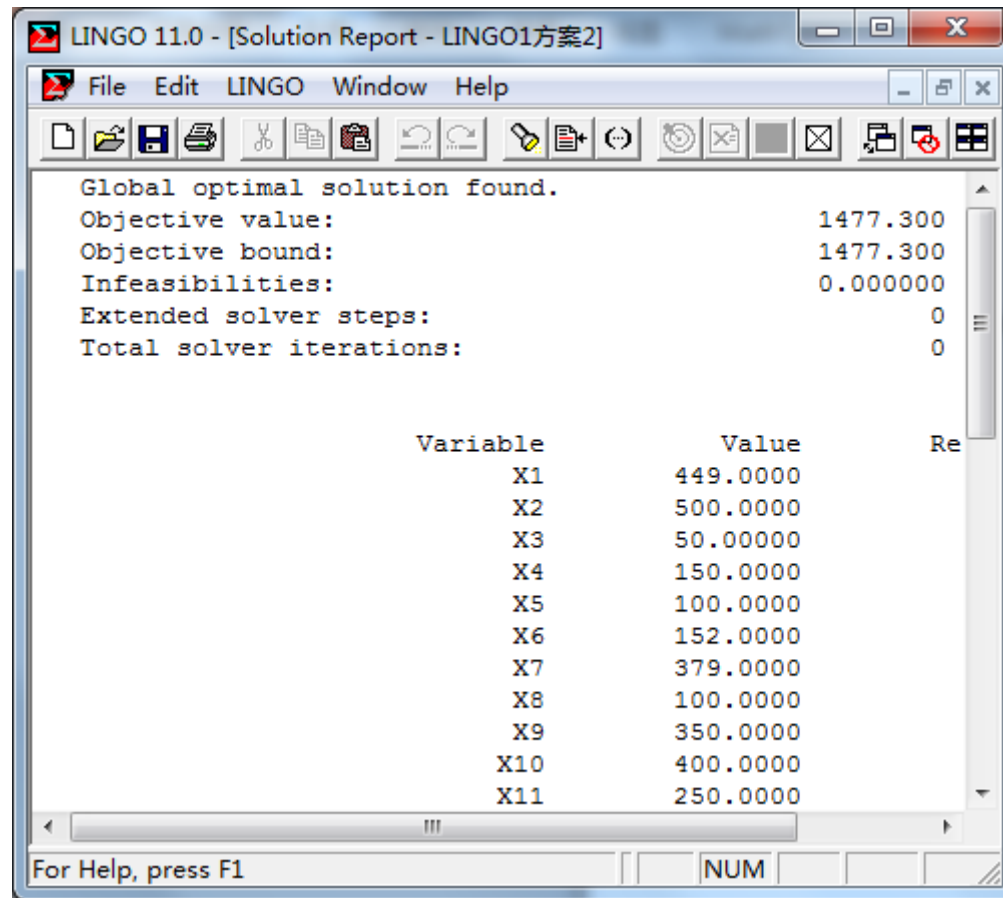 LINGO 11.0 - [Solution Report - LINGO1方案2]
File Edit LINGO Window Help
Global optimal solution found.
Objective value: 1477.300
Objective bound: 1477.300
Infeasibilities: 0.000000
Extended solver steps: 0
Total solver iterations: 0
Variable Value Re
X1 449.0000
X2 500.0000
X3 50.00000
X4 150.0000
X5 100.0000
X6 152.0000
X7 379.0000
X8 100.0000
X9 350.0000
X10 400.0000
X11 250.0000
For Help, press F1 NUM